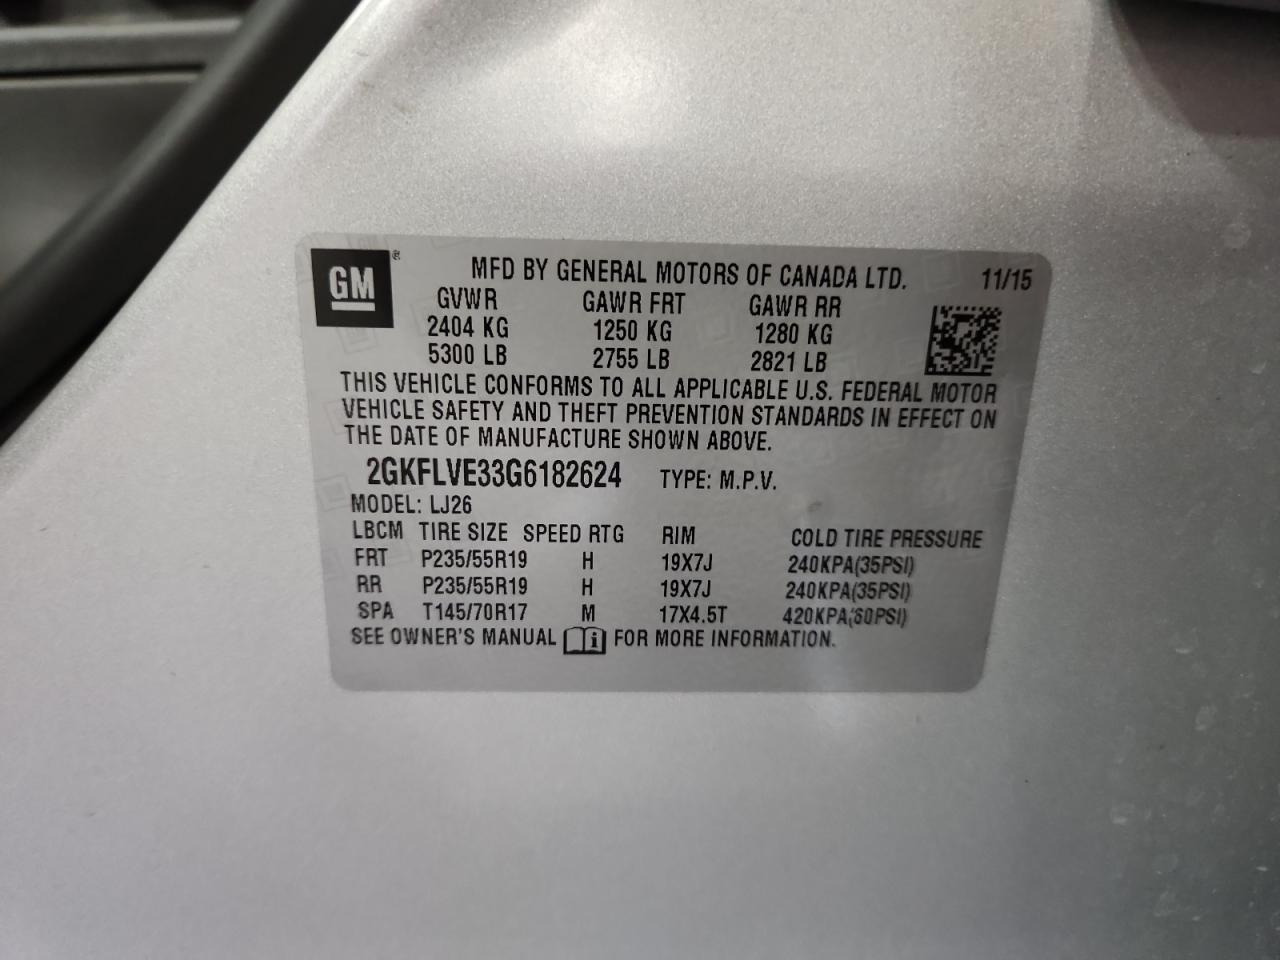 GM®
MFD BY GENERAL MOTORS OF CANADA LTD. 11/15
GVWR GAWR FRT GAWR RR
2404 KG 1250 KG 1280 KG
5300 LB 2755 LB 2821 LB
THIS VEHICLE CONFORMS TO ALL APPLICABLE U.S. FEDERAL MOTOR
VEHICLE SAFETY AND THEFT PREVENTION STANDARDS IN EFFECT ON
THE DATE OF MANUFACTURE SHOWN ABOVE.
2GKFLVE33G6182624 TYPE: M.P.V.
MODEL: LJ26
LBCM TIRE SIZE SPEED RTG RIM COLD TIRE PRESSURE
FRT P235/55R19 H 19X7J 240KPA(35PSI)
RR P235/55R19 H 19X7J 240KPA(35PSI)
SPA T145/70R17 M 17X4.5T 420KPA(60PSI)
SEE OWNER'S MANUAL i FOR MORE INFORMATION.